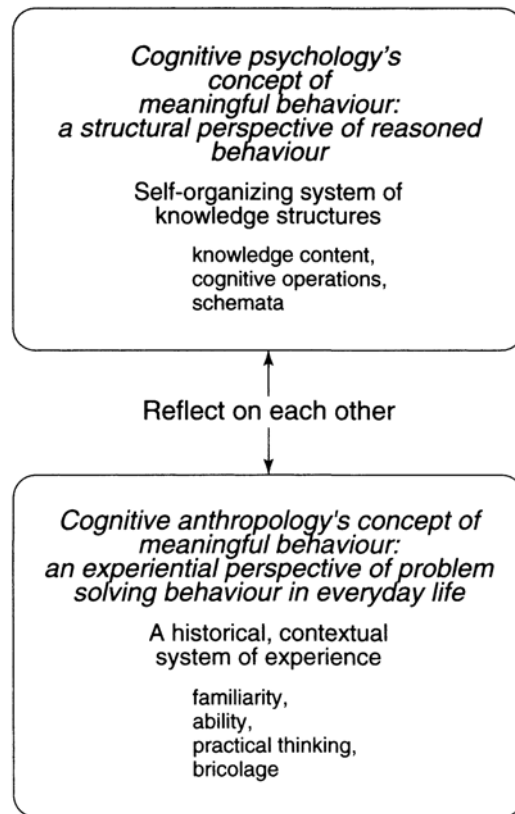 Cognitive psychology's
concept of
meaningful behaviour:
a structural perspective of reasoned
behaviour
Self-organizing system of
knowledge structures
knowledge content,
cognitive operations,
schemata
Reflect on each other
Cognitive anthropology's concept of
meaningful behaviour:
an experiential perspective of problem
solving behaviour in everyday life
A historical, contextual
system of experience
familiarity,
ability,
practical thinking,
bricolage